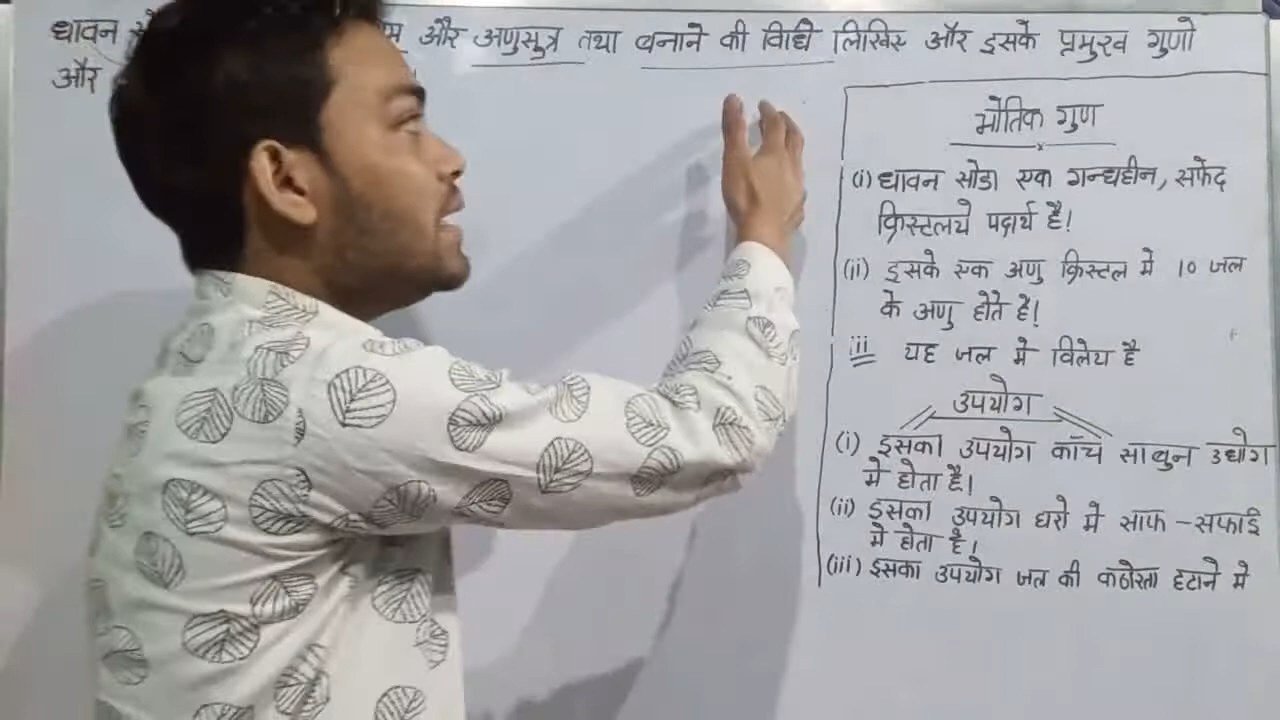 धावन और अणुसुत्र तथा बनाने की विधि लिखिए और इसके प्रमुख गुणो
और
भौतिक गुण
(i) धावन सोडा एक गन्धहीन, सफेद
क्रिस्टलये पदार्थ है।
(ii) इसके एक अणु क्रिस्टल मे 10 जल
के अणु होते है।
iii यह जल मे विलेय है
उपयोग
(i) इसका उपयोग काँच साबुन उद्योग
मे होता है।
(ii) इसका उपयोग घरो मे साफ-सफाई
मे होता है।
(iii) इसका उपयोग जल की कठोरता हटाने मे